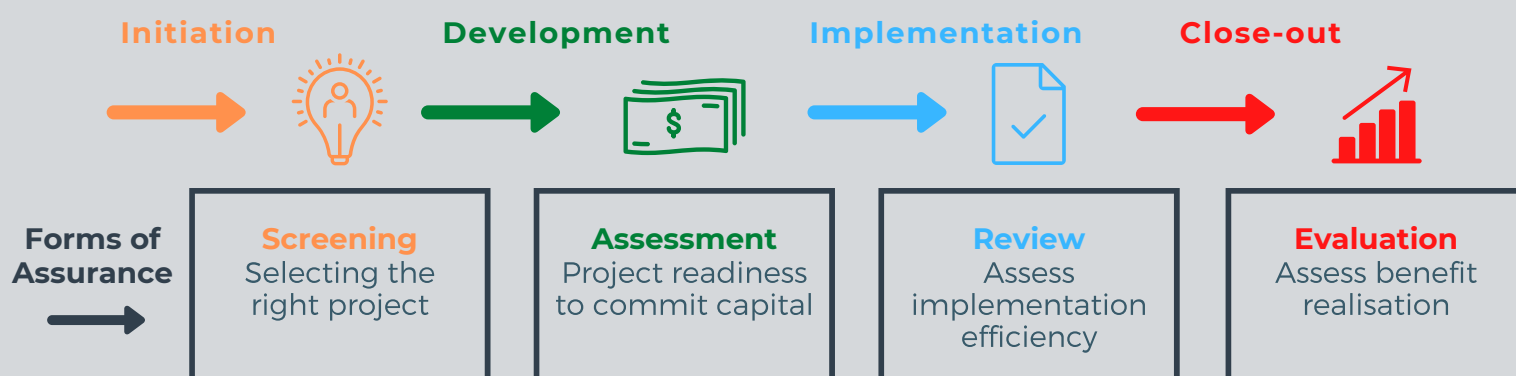 Initiation
Development
Implementation
Close-out
$
Forms of
Assurance
Screening
Selecting the
right project
Assessment
Project readiness
to commit capital
Review
Assess
implementation
efficiency
Evaluation
Assess benefit
realisation